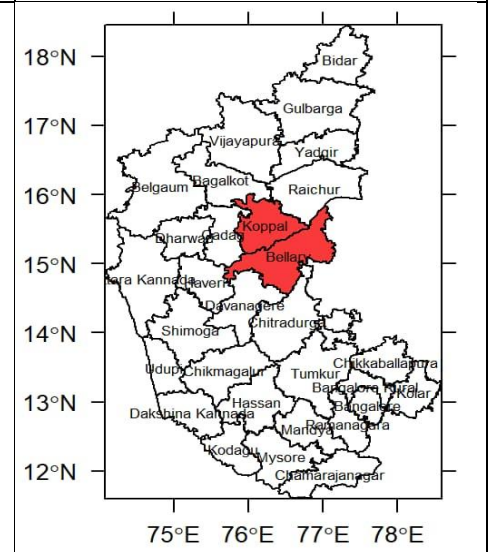 18°N
Bidar
Gulbarga
17°N
Vijayapura
Yadgir
16°N
Bagalkot
Belgaum
Raichur
Koppal
Gadag
Dharwad
15°N
Bellary
Uttara Kannada
Haveri
Davanagere
Chitradurga
14°N
Shimoga
Chikkaballapura
Udupi
Chikmagalur
Tumkur
Bangalore Rural
Kolar
13°N
Hassan
Bangalore
Dakshina Kannada
Ramanagara
Mandya
Kodagu
Mysore
12°N
Chamarajanagar
75°E 76°E 77°E 78°E